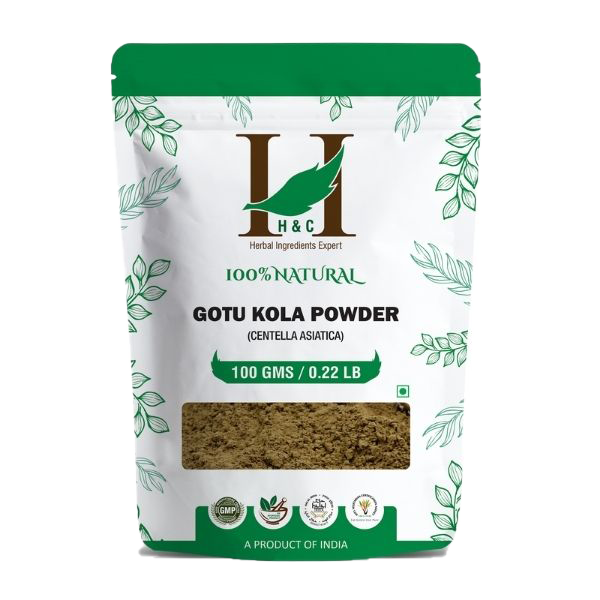 H
H & C
Herbal Ingredients Expert
100% NATURAL
GOTU KOLA POWDER
(CENTELLA ASIATICA)
100 GMS / 0.22 LB
GMP
A PRODUCT OF INDIA